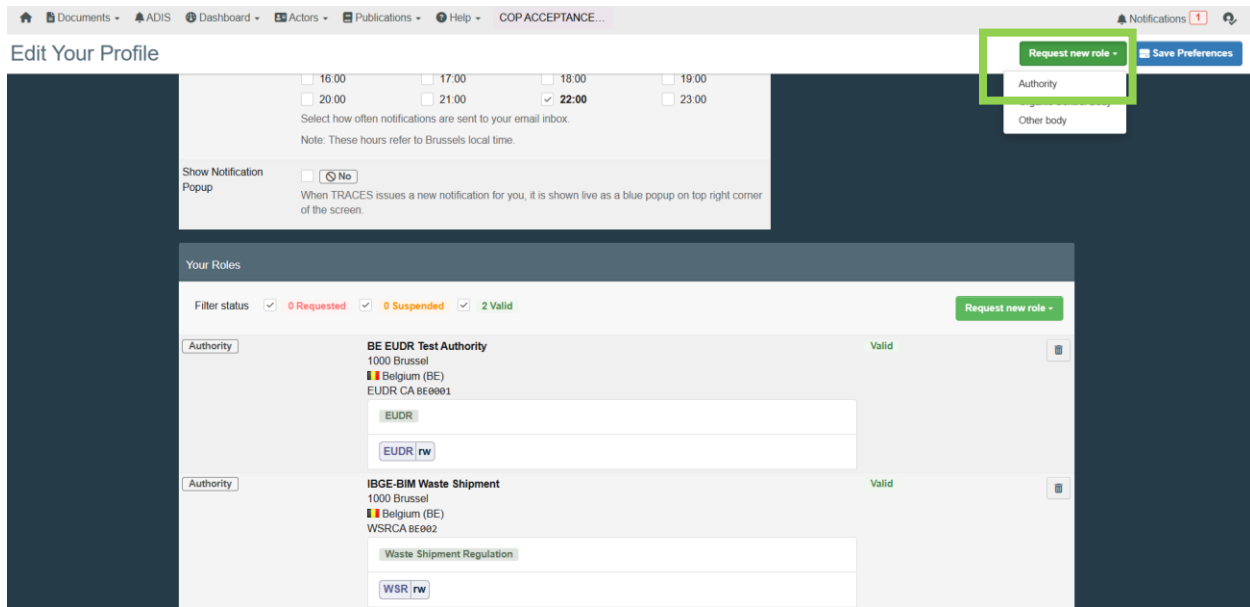 Documents ADIS Dashboard Actors Publications Help COP ACCEPTANCE... Notifications 1
Edit Your Profile
Request new role Save Preferences
Authority
Other body
16:00 17:00 18:00 19:00
20:00 21:00 22:00 23:00
Select how often notifications are sent to your email inbox.
Note: These hours refer to Brussels local time.
Show Notification
Popup
No
When TRACES issues a new notification for you, it is shown live as a blue popup on top right corner
of the screen.
Your Roles
Filter status 0 Requested 0 Suspended 2 Valid
Request new role
Authority BE EUDR Test Authority Valid
1000 Brussel
Belgium (BE)
EUDR CA BE0001
EUDR
EUDR rw
Authority IBGE-BIM Waste Shipment Valid
1000 Brussel
Belgium (BE)
WSRCA BE002
Waste Shipment Regulation
WSR rw